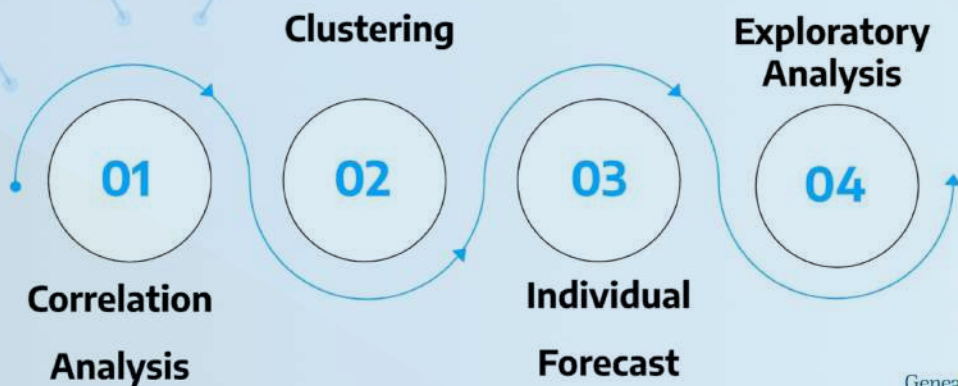 01
Correlation
Analysis
Clustering
02
03
Individual
Forecast
Exploratory
Analysis
04